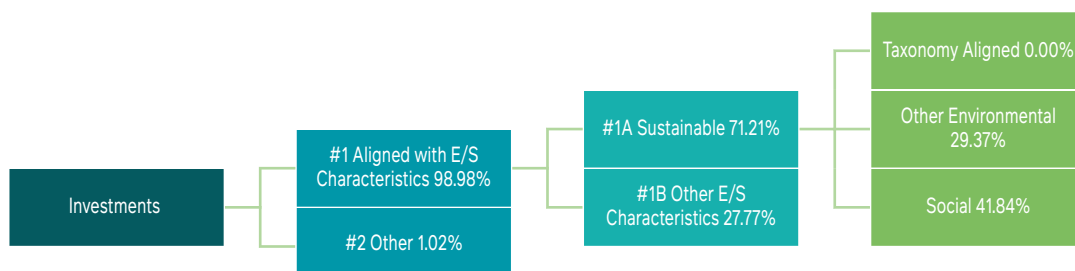 Investments
#1 Aligned with E/S
Characteristics 98.98%
#2 Other 1.02%
#1A Sustainable 71.21%
#1B Other E/S
Characteristics 27.77%
Taxonomy Aligned 0.00%
Other Environmental
29.37%
Social 41.84%